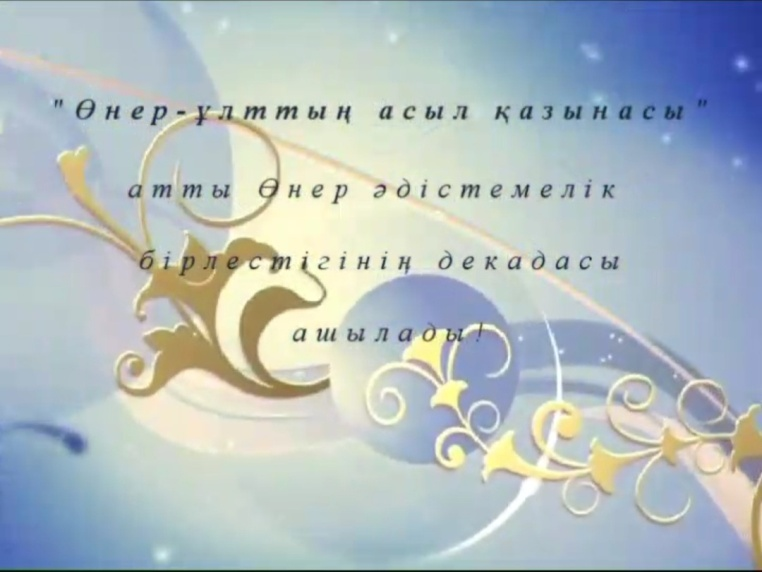 "Өнер-ұлттың асыл қазынасы"
атты Өнер әдістемелік
бірлестігінің декадасы
ашылады!